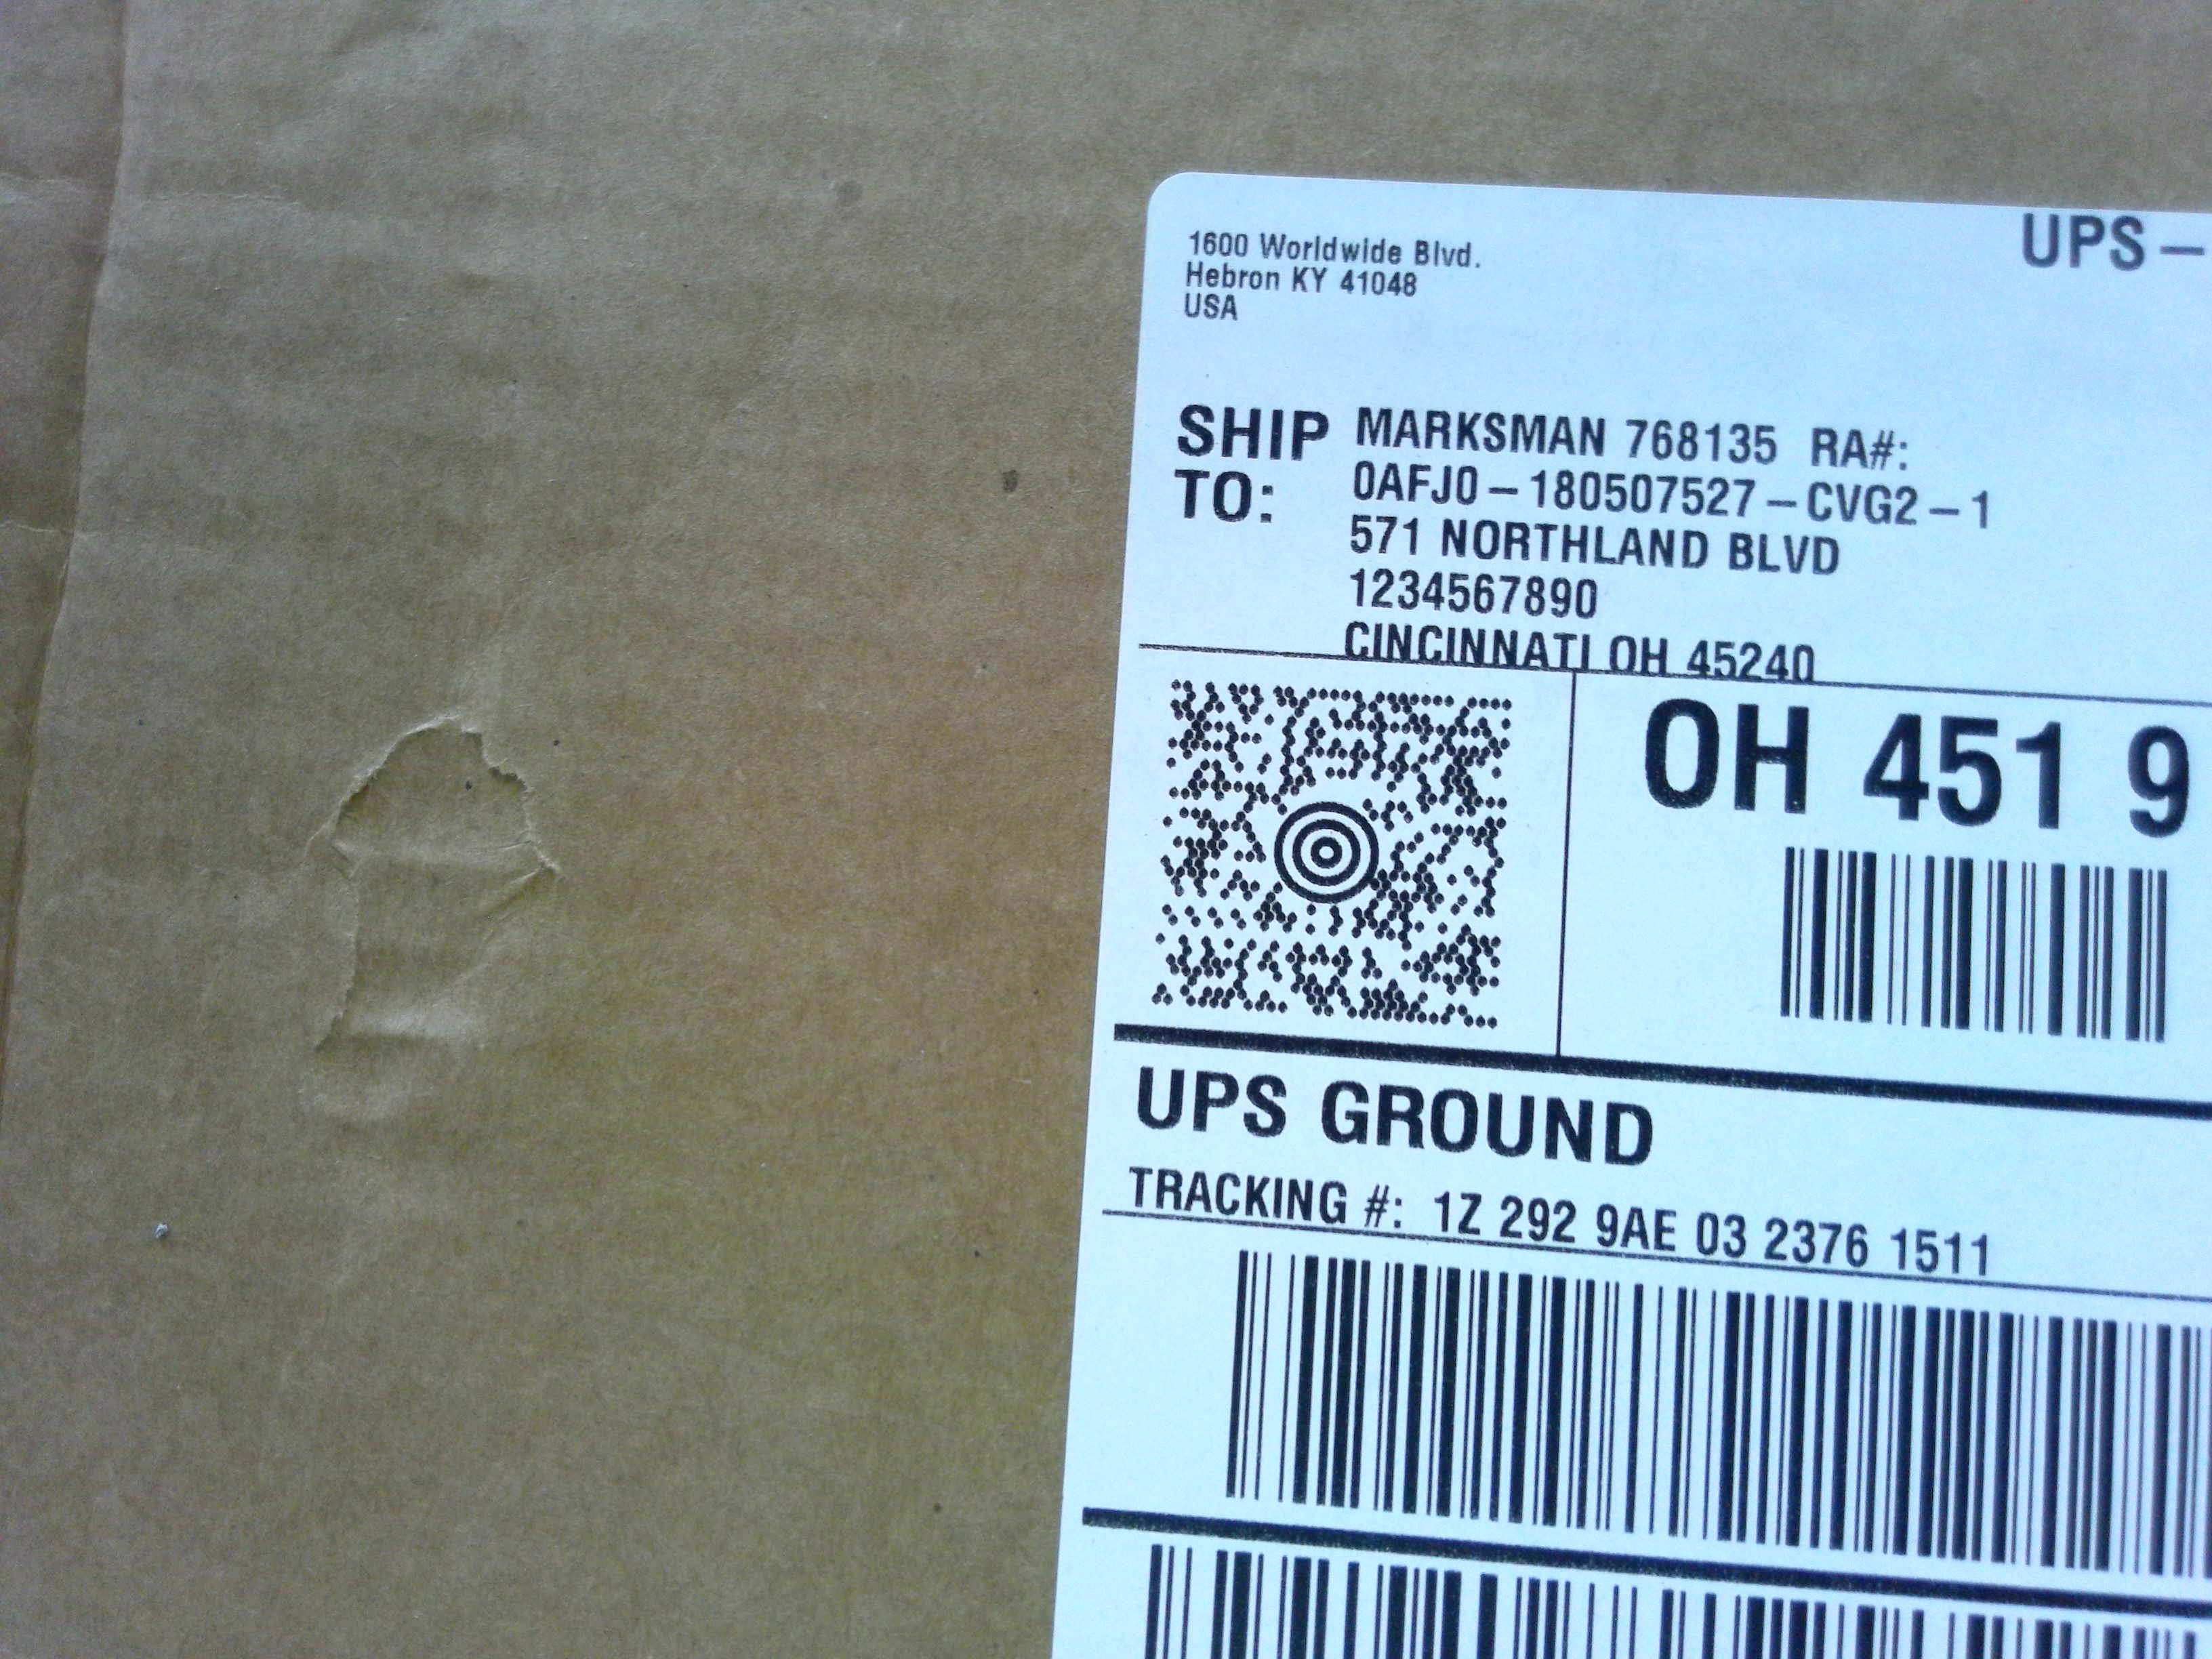 UPS –
1600 Worldwide Blvd.
Hebron KY 41048
USA
SHIP TO:
MARKSMAN 768135 RA#:
0AFJ0 – 180507527 – CVG2 – 1
571 NORTHLAND BLVD
1234567890
CINCINNATI OH 45240
OH 451 9
UPS GROUND
TRACKING #: 1Z 292 9AE 03 2376 1511